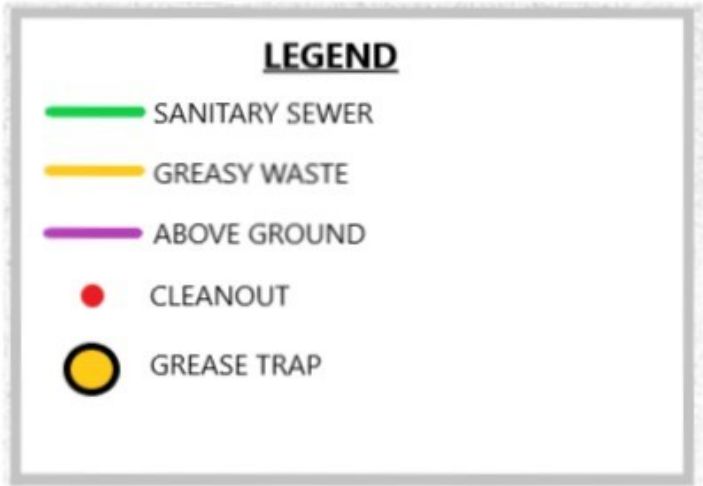 LEGEND
SANITARY SEWER
GREASY WASTE
ABOVE GROUND
CLEANOUT
GREASE TRAP